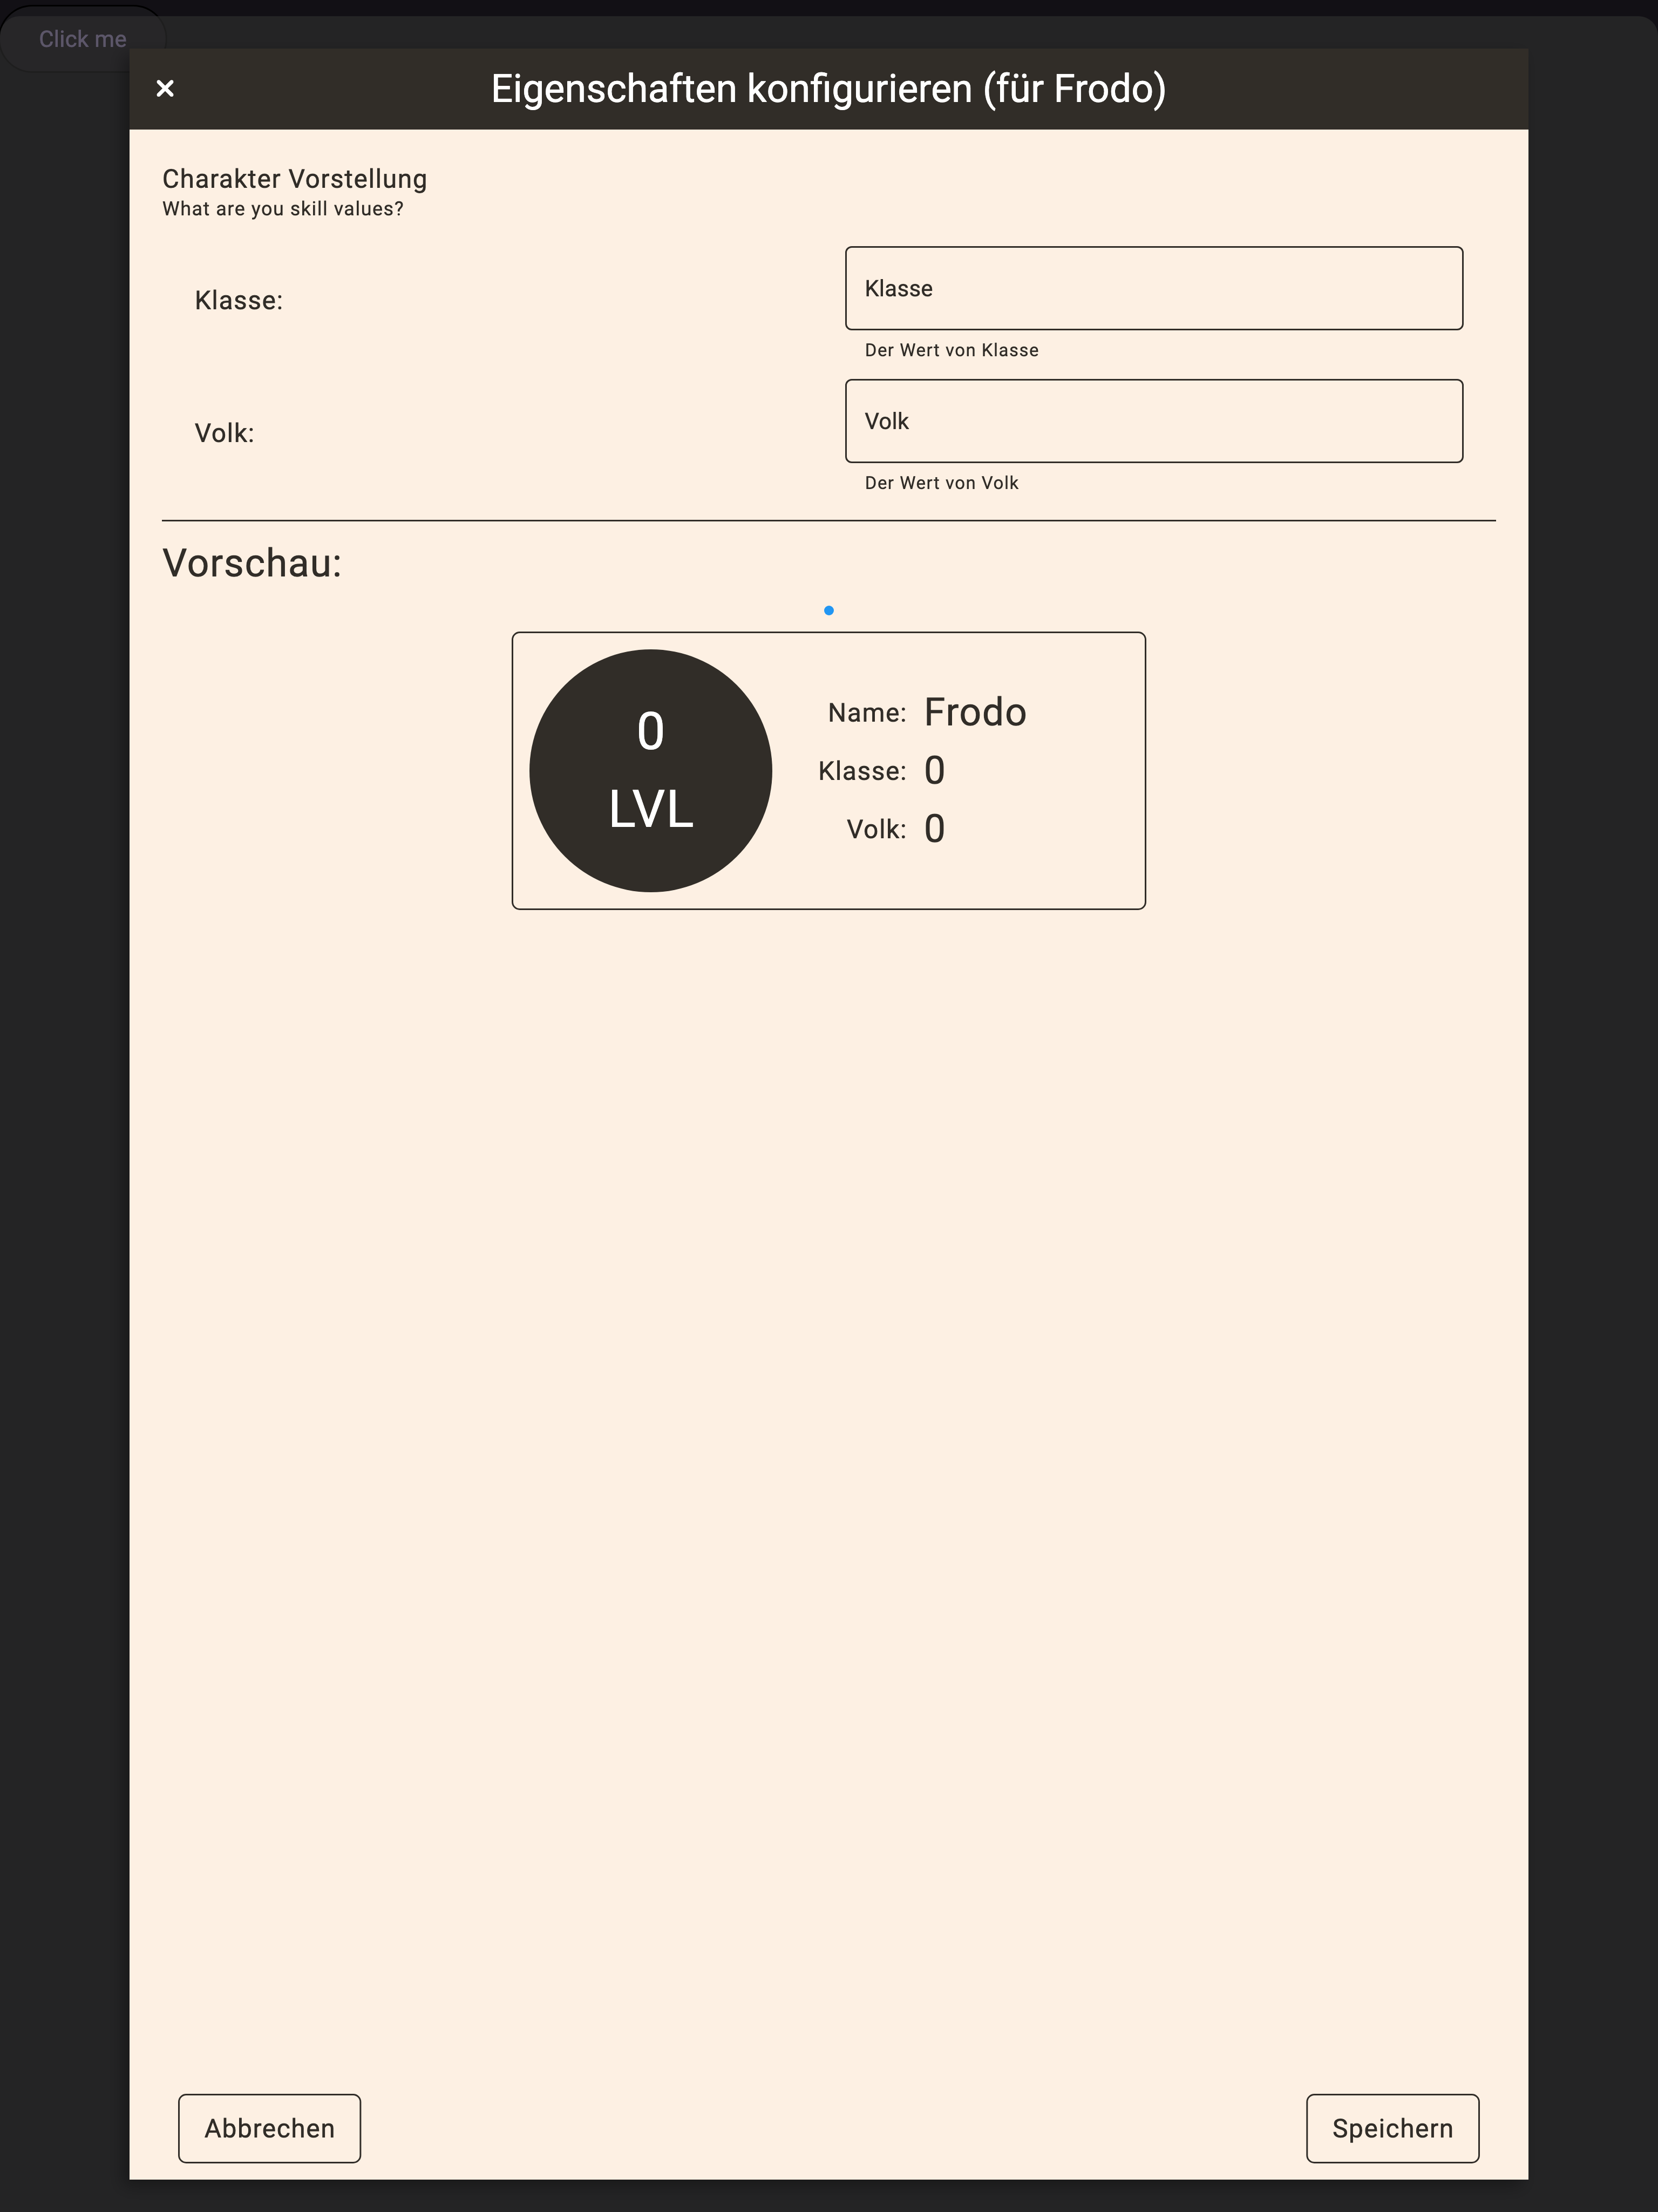 Click me
Eigenschaften konfigurieren (für Frodo)
Charakter Vorstellung
What are you skill values?
Klasse:
Klasse
Der Wert von Klasse
Volk:
Volk
Der Wert von Volk
Vorschau:
0
LVL
Name: Frodo
Klasse: 0
Volk: 0
Abbrechen
Speichern